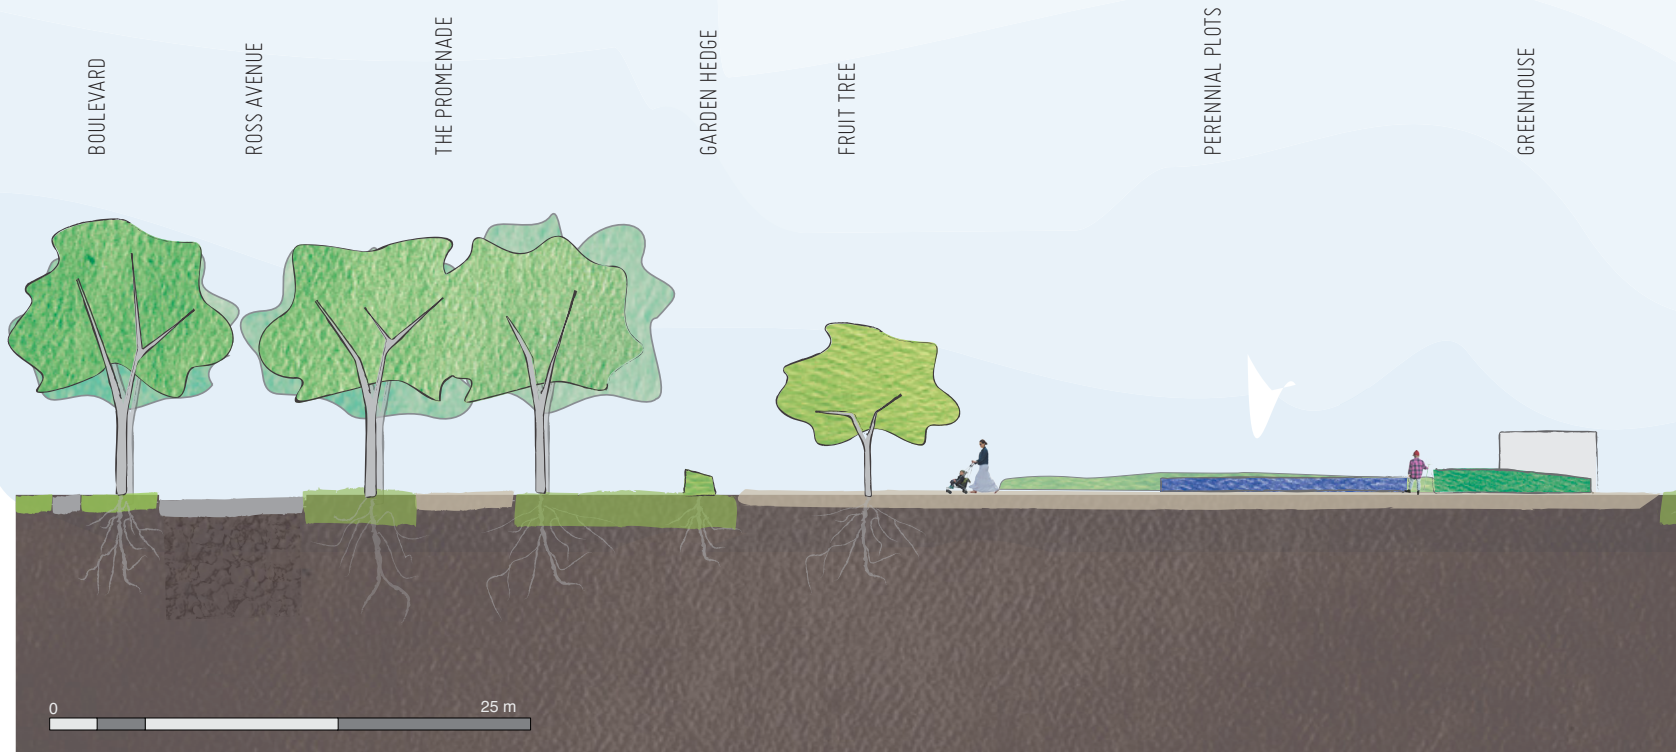 BOULEVARD
ROSS AVENUE
THE PROMENADE
GARDEN HEDGE
FRUIT TREE
PERENNIAL PLOTS
GREENHOUSE
0
25 m